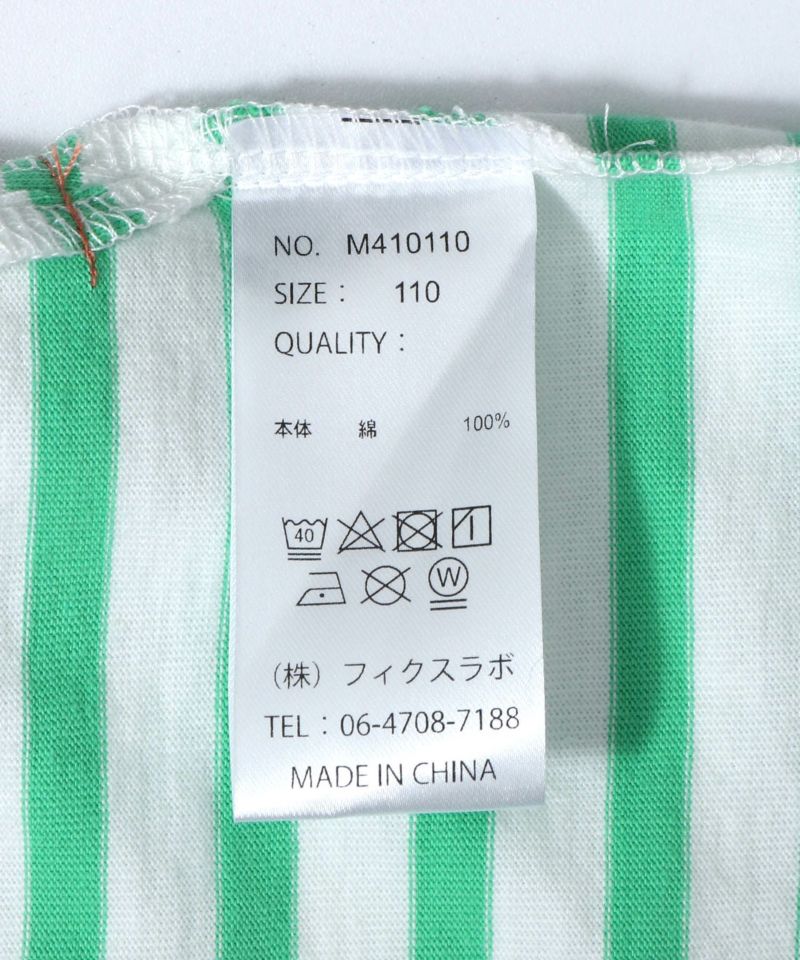 NO. M410110
SIZE : 110
QUALITY :
本体 綿 100%
40
W
(株) フィクスラボ
TEL : 06-4708-7188
MADE IN CHINA